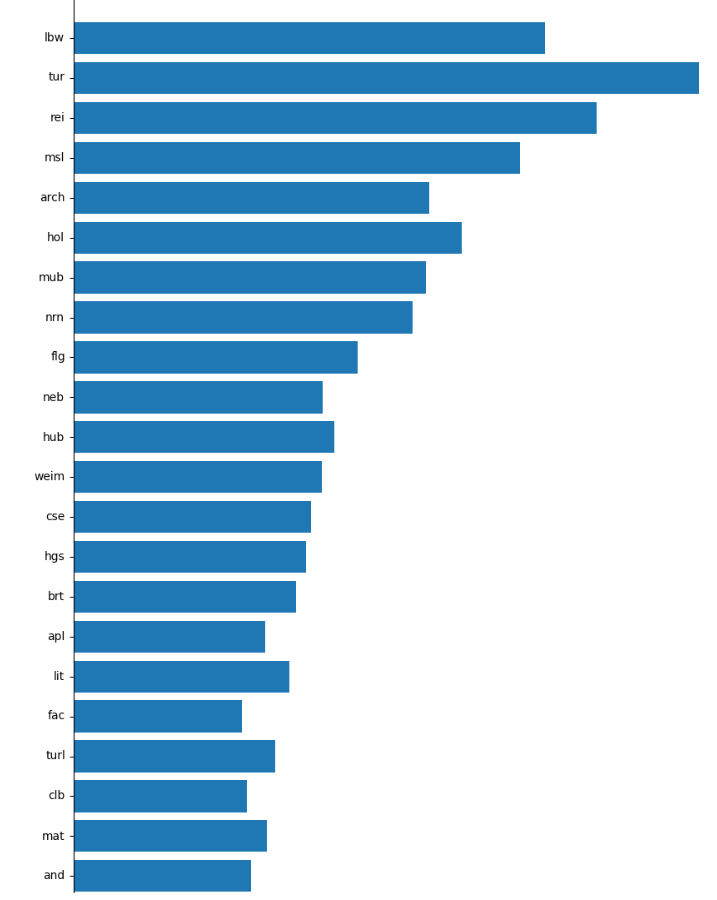 lbw
tur
rei
msl
arch
hol
mub
nrn
flg
neb
hub
weim
cse
hgs
brt
apl
lit
fac
turl
clb
mat
and